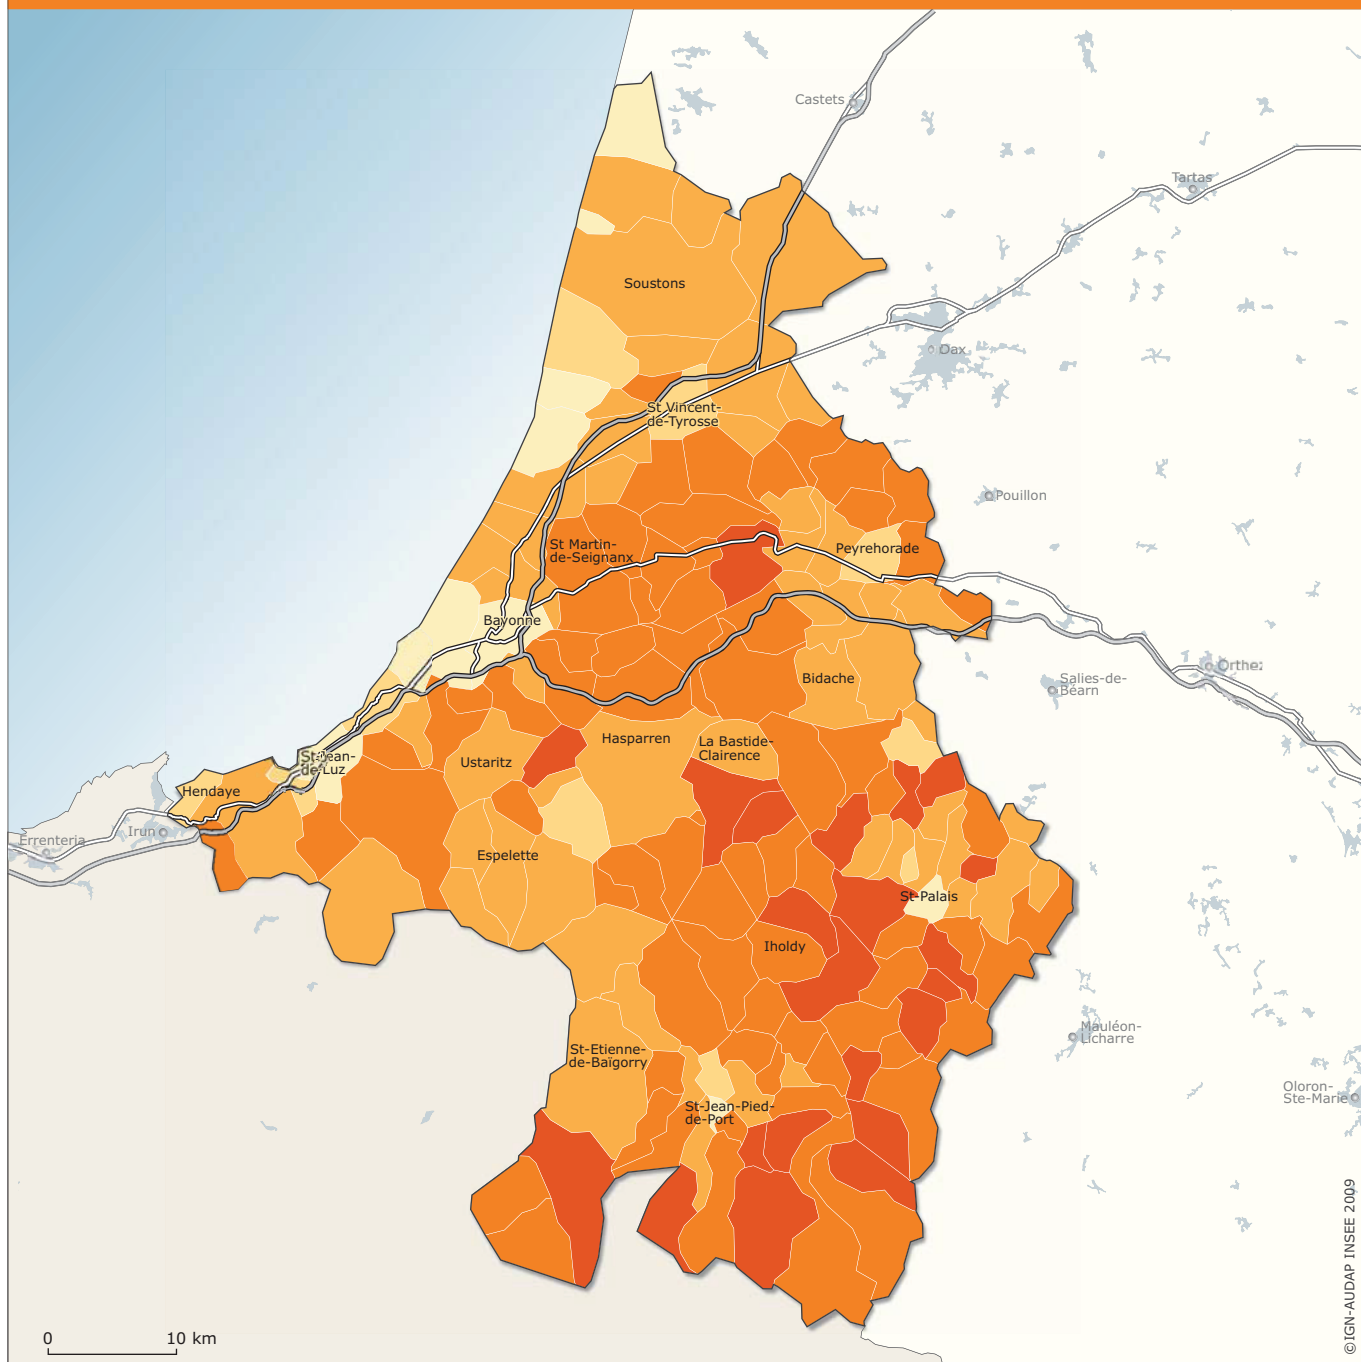 Castets
Tartas
Soustons
Dax
St Vincent-
de-Tyrosse
Pouillon
St Martin-
de-Seignanx
Peyrehorade
Bayonne
Orthez
Bidache
Salies-de-
Béarn
Hasparren
La Bastide-
Clairence
St-Jean-
de-Luz
Ustaritz
Hendaye
Irun
Errenteria
Espelette
St-Palais
Iholdy
Mauléon-
Licharre
St-Etienne-
de-Baïgorry
Oloron-
Ste-Marie
St-Jean-Pied-
de-Port
©IGN-AUDAP INSEE 2009
0 10 km